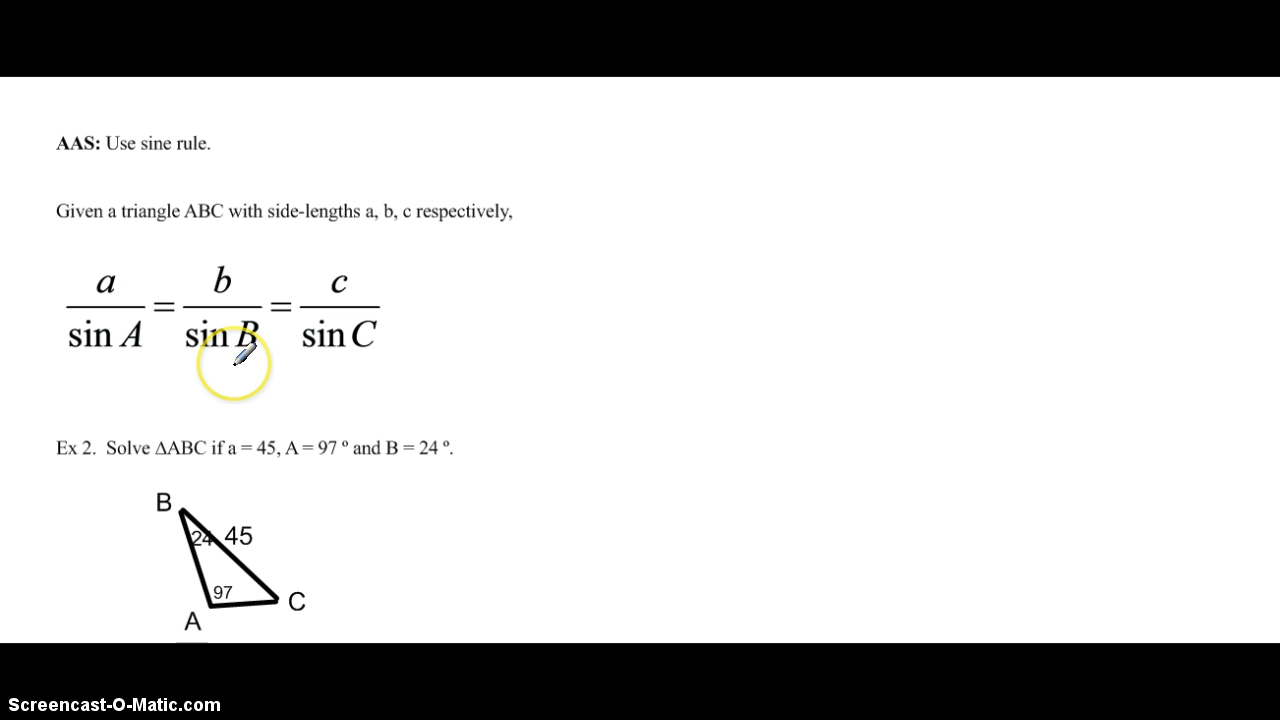 AAS: Use sine rule.
Given a triangle ABC with side-lengths a, b, c respectively,
a/sin A = b/sin B = c/sin C
Ex 2. Solve ΔABC if a = 45, A = 97 º and B = 24 º.
B
24 45
97
C
A
Screencast-O-Matic.com